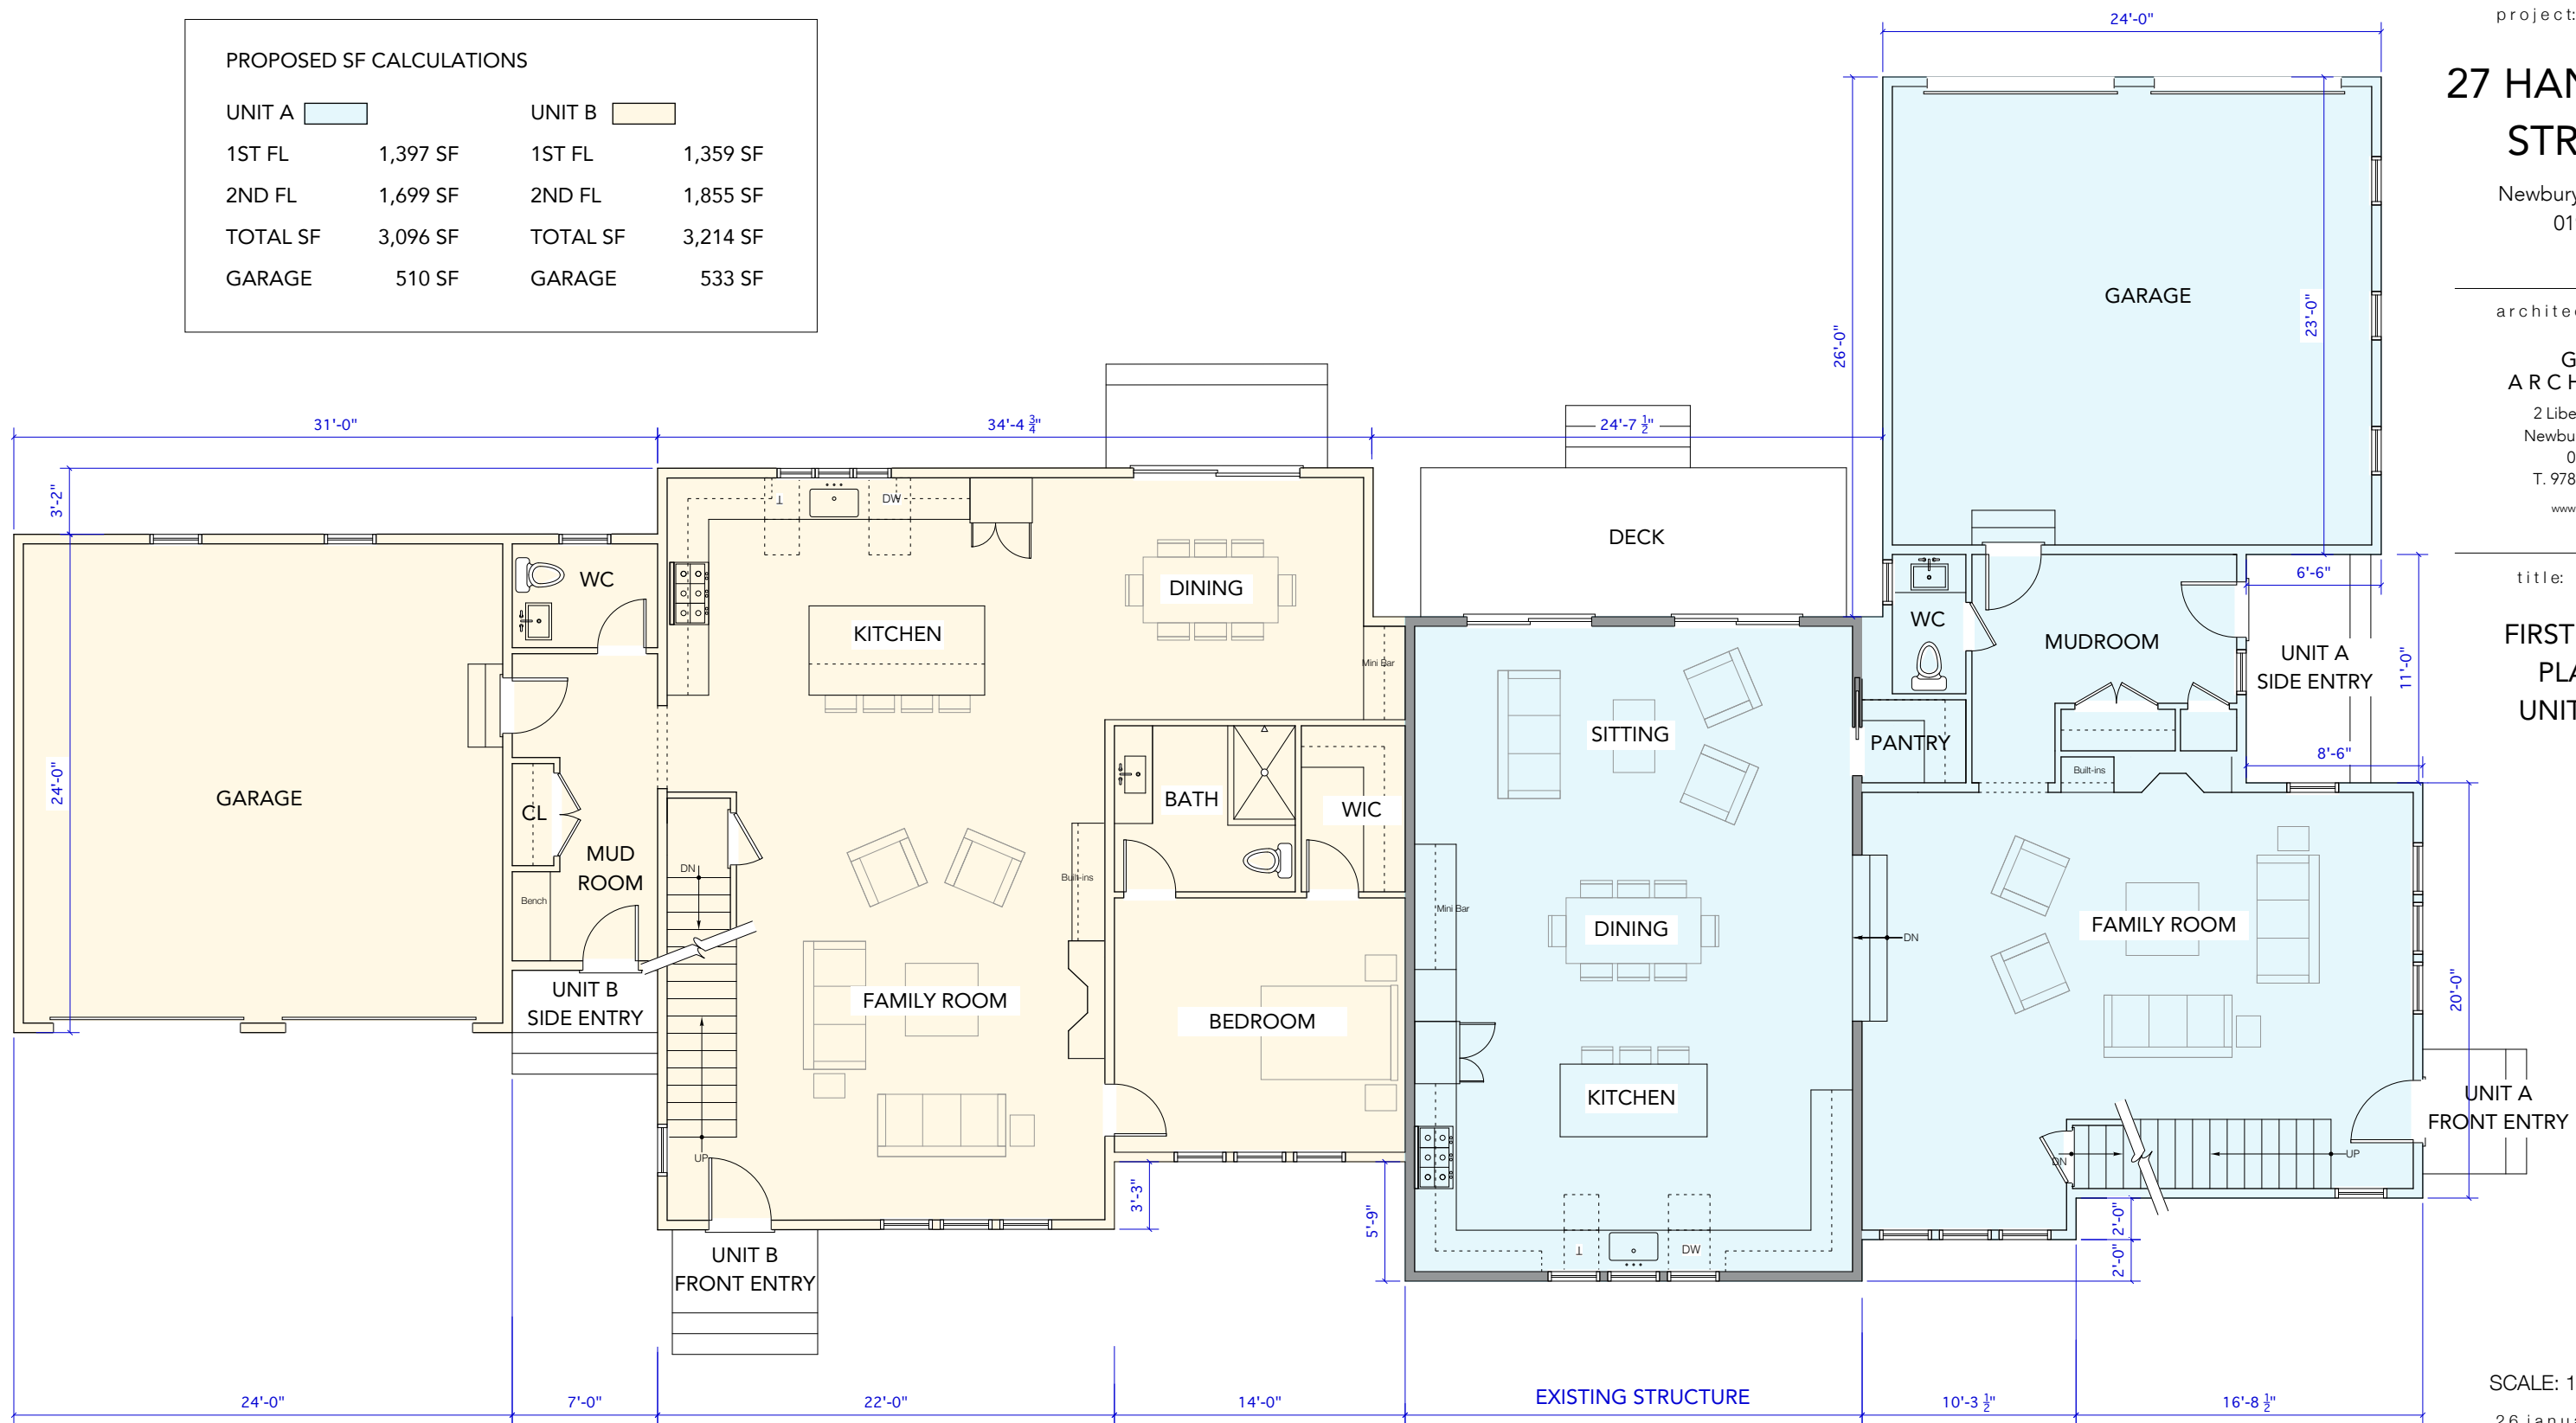 PROPOSED SF CALCULATIONS
UNIT A UNIT B
1ST FL 1,397 SF 1ST FL 1,359 SF
2ND FL 1,699 SF 2ND FL 1,855 SF
TOTAL SF 3,096 SF TOTAL SF 3,214 SF
GARAGE 510 SF GARAGE 533 SF
24'-0"
project:
27 HAN
STR
Newbury
01
archite
G
ARCH
2 Libe
Newbu
0
T. 978
www
title:
FIRST
PLA
UNIT
SCALE: 1
26 janu
GARAGE
23'-0"
26'-0"
31'-0"
34'-4 3/4"
24'-7 1/2"
3'-2"
24'-0"
T
DW
WC
KITCHEN
DINING
Mini Bar
GARAGE
CL
MUD
ROOM
Bench
DN
UNIT B
SIDE ENTRY
FAMILY ROOM
Built-ins
BATH
WIC
BEDROOM
UP
UNIT B
FRONT ENTRY
3'-3"
5'-9"
DECK
SITTING
Mini Bar
DINING
KITCHEN
T
DW
WC
MUDROOM
PANTRY
Built-ins
6'-6"
UNIT A
SIDE ENTRY
11'-0"
8'-6"
FAMILY ROOM
DN
20'-0"
UNIT A
FRONT ENTRY
DN
UP
2'-0"
2'-0"
24'-0"
7'-0"
22'-0"
14'-0"
EXISTING STRUCTURE
10'-3 1/2"
16'-8 1/2"